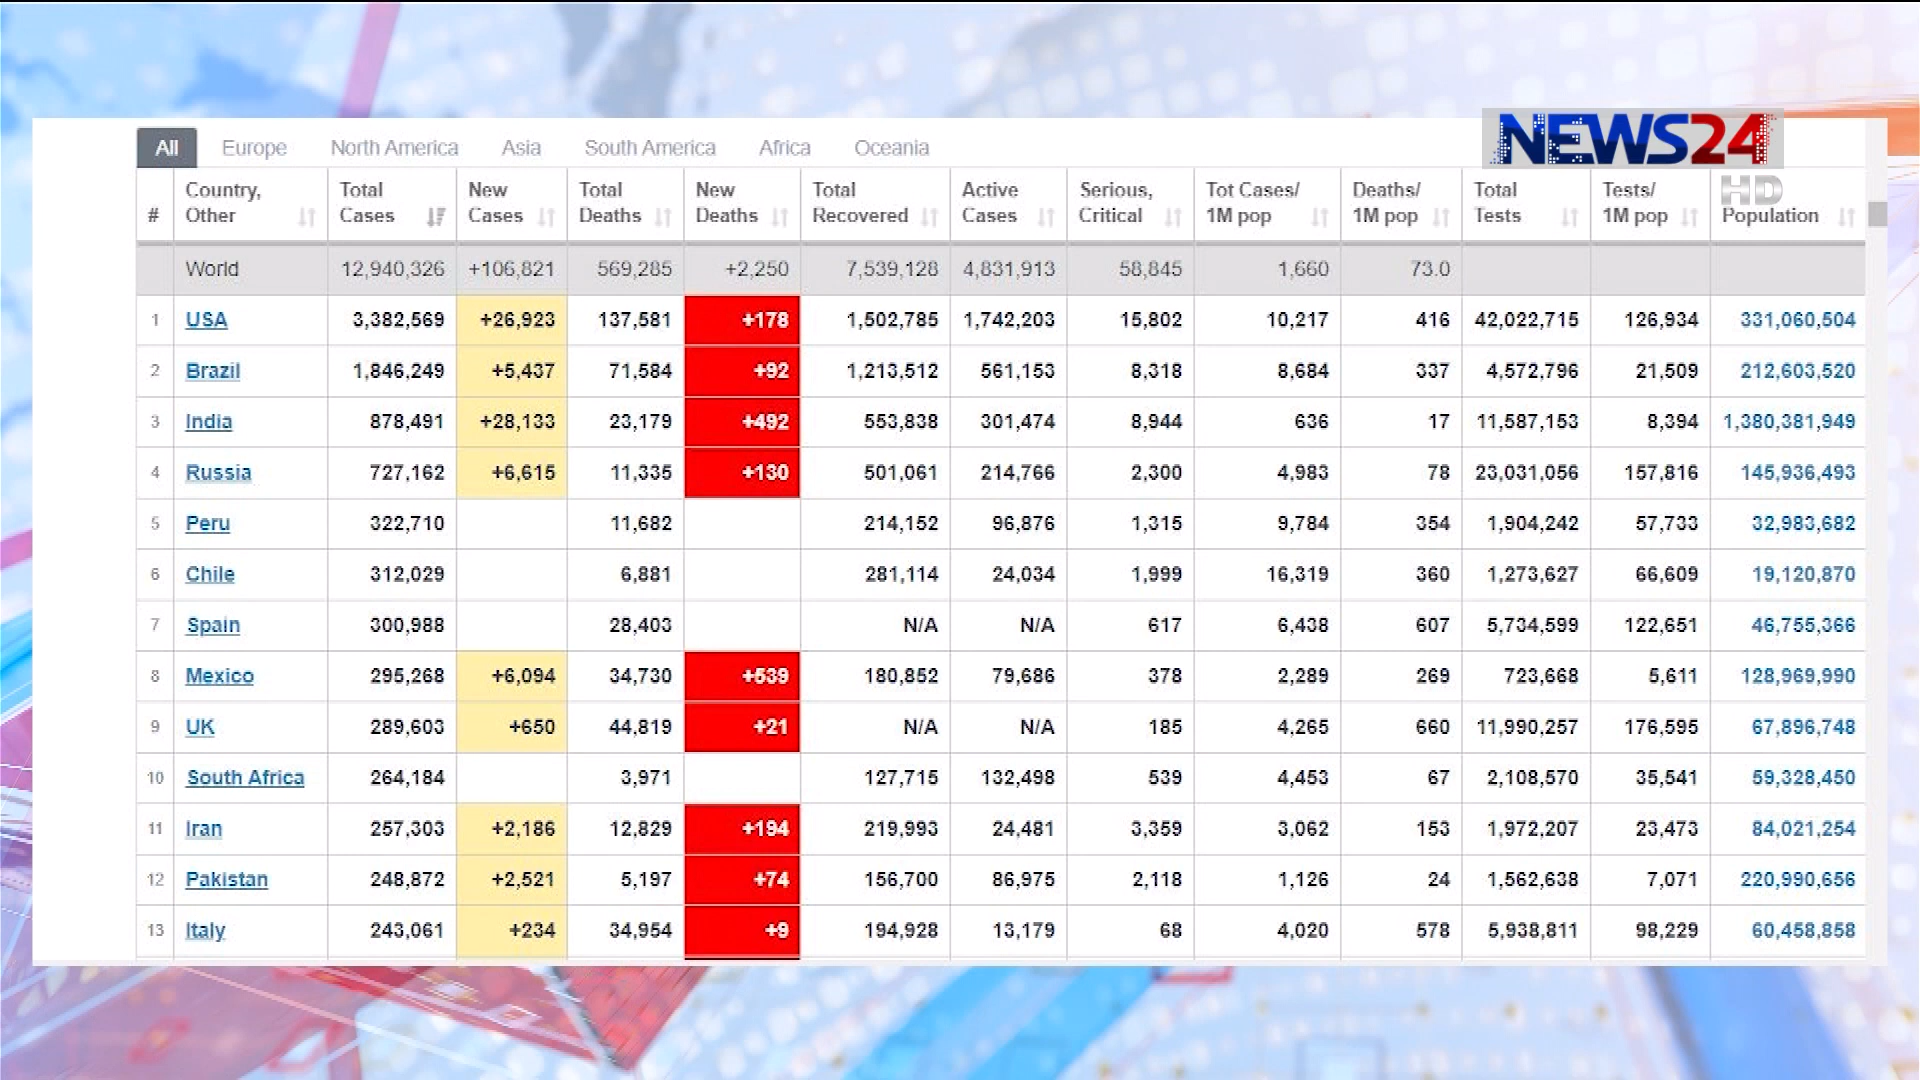 NEWS24
HD
All Europe North America Asia South America Africa Oceania
# Country, Other Total Cases New Cases Total Deaths New Deaths Total Recovered Active Cases Serious, Critical Tot Cases/ 1M pop Deaths/ 1M pop Total Tests Tests/ 1M pop Population
World 12,940,326 +106,821 569,285 +2,250 7,539,128 4,831,913 58,845 1,660 73.0
1 USA 3,382,569 +26,923 137,581 +178 1,502,785 1,742,203 15,802 10,217 416 42,022,715 126,934 331,060,504
2 Brazil 1,846,249 +5,437 71,584 +92 1,213,512 561,153 8,318 8,684 337 4,572,796 21,509 212,603,520
3 India 878,491 +28,133 23,179 +492 553,838 301,474 8,944 636 17 11,587,153 8,394 1,380,381,949
4 Russia 727,162 +6,615 11,335 +130 501,061 214,766 2,300 4,983 78 23,031,056 157,816 145,936,493
5 Peru 322,710 11,682 214,152 96,876 1,315 9,784 354 1,904,242 57,733 32,983,682
6 Chile 312,029 6,881 281,114 24,034 1,999 16,319 360 1,273,627 66,609 19,120,870
7 Spain 300,988 28,403 N/A N/A 617 6,438 607 5,734,599 122,651 46,755,366
8 Mexico 295,268 +6,094 34,730 +539 180,852 79,686 378 2,289 269 723,668 5,611 128,969,990
9 UK 289,603 +650 44,819 +21 N/A N/A 185 4,265 660 11,990,257 176,595 67,896,748
10 South Africa 264,184 3,971 127,715 132,498 539 4,453 67 2,108,570 35,541 59,328,450
11 Iran 257,303 +2,186 12,829 +194 219,993 24,481 3,359 3,062 153 1,972,207 23,473 84,021,254
12 Pakistan 248,872 +2,521 5,197 +74 156,700 86,975 2,118 1,126 24 1,562,638 7,071 220,990,656
13 Italy 243,061 +234 34,954 +9 194,928 13,179 68 4,020 578 5,938,811 98,229 60,458,858